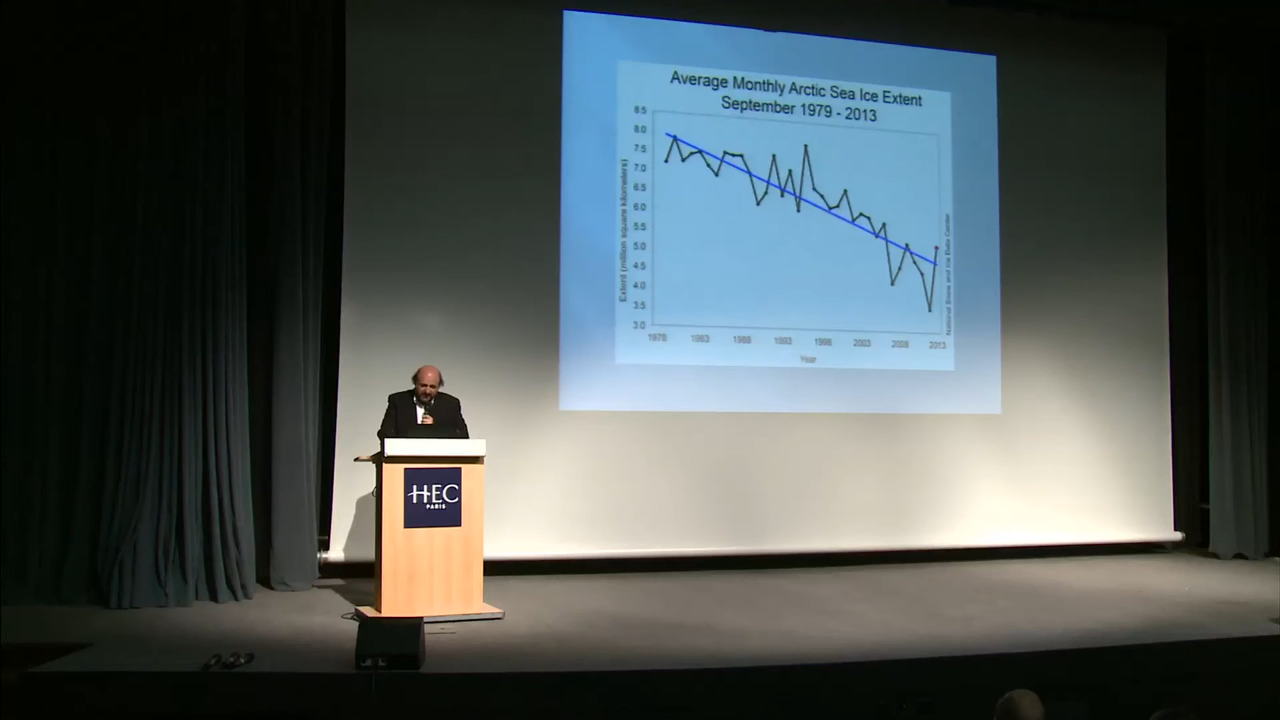 Average Monthly Arctic Sea Ice Extent
September 1979 - 2013
8.5
8.0
7.5
7.0
6.5
6.0
5.5
5.0
4.5
4.0
3.5
3.0
Extent (million square kilometers)
1978
1983
1988
1993
1998
2003
2008
2013
Year
National Snow and Ice Data Center
HEC
PARIS